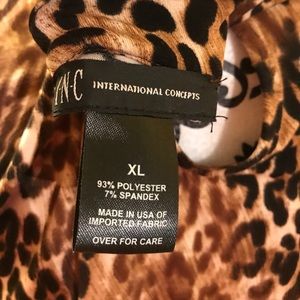 I·N·C
INTERNATIONAL CONCEPTS
XL
93% POLYESTER
7% SPANDEX
MADE IN USA OF
IMPORTED FABRIC
OVER FOR CARE